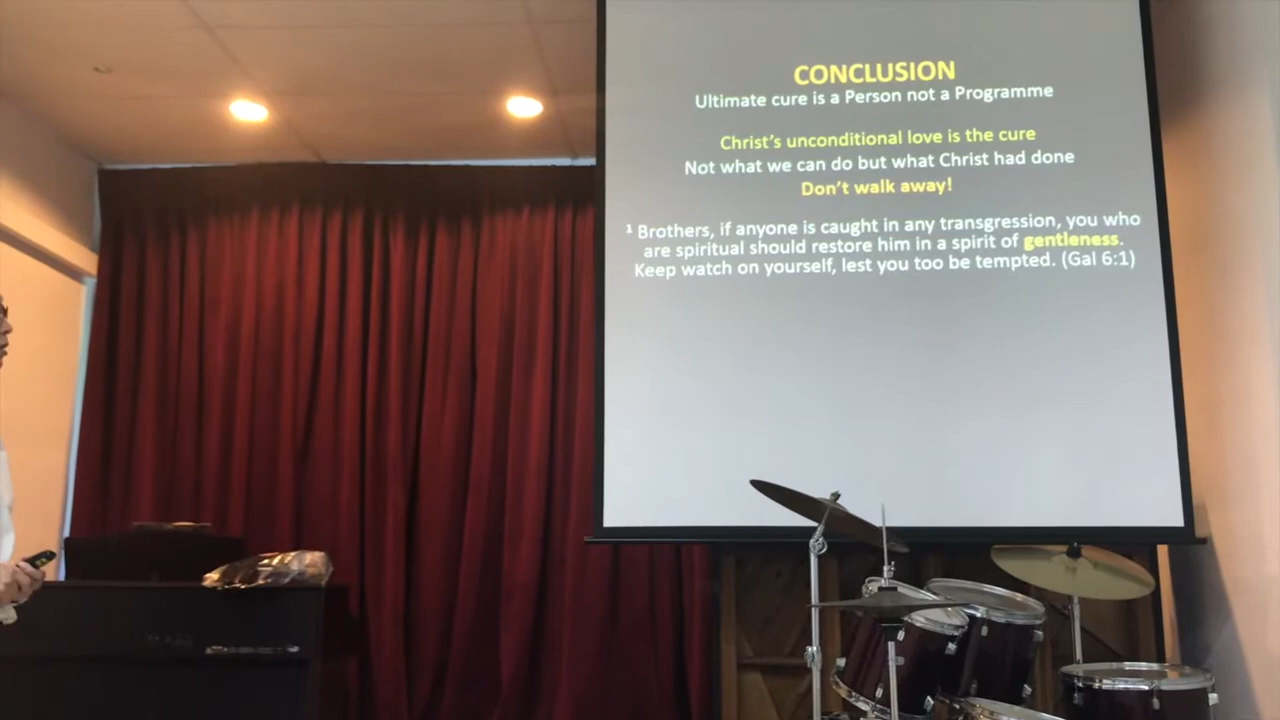 CONCLUSION
Ultimate cure is a Person not a Programme
Christ's unconditional love is the cure
Not what we can do but what Christ had done
Don't walk away!
¹ Brothers, if anyone is caught in any transgression, you who
are spiritual should restore him in a spirit of gentleness.
Keep watch on yourself, lest you too be tempted. (Gal 6:1)